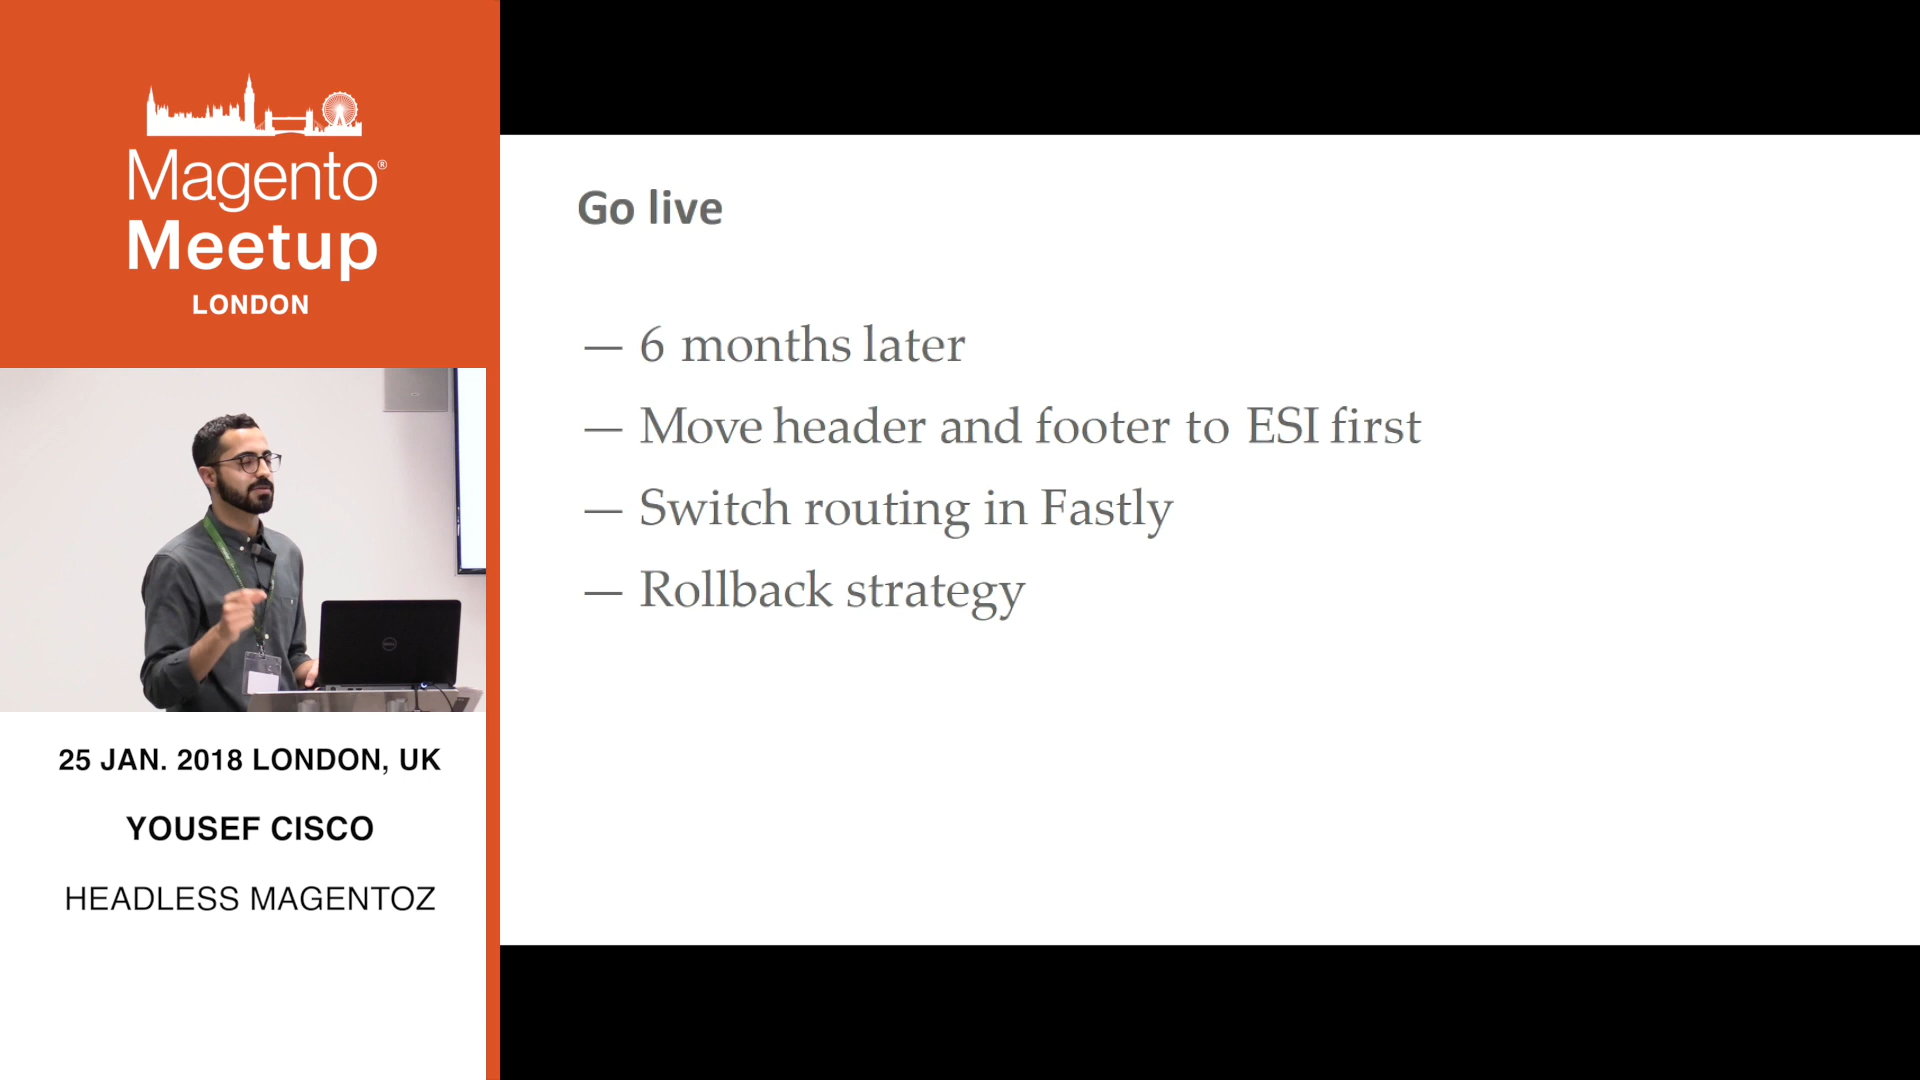 Magento®
Meetup
LONDON
25 JAN. 2018 LONDON, UK
YOUSEF CISCO
HEADLESS MAGENTOZ
Go live
— 6 months later
— Move header and footer to ESI first
— Switch routing in Fastly
— Rollback strategy